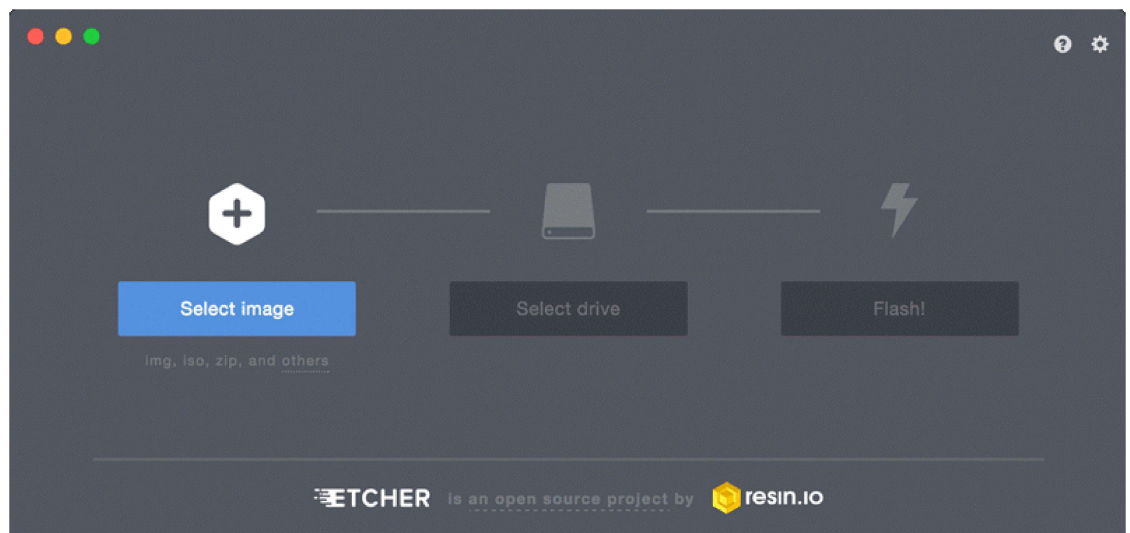 Select image
Select drive
Flash!
img, iso, zip, and others
ETCHER is an open source project by resin.io